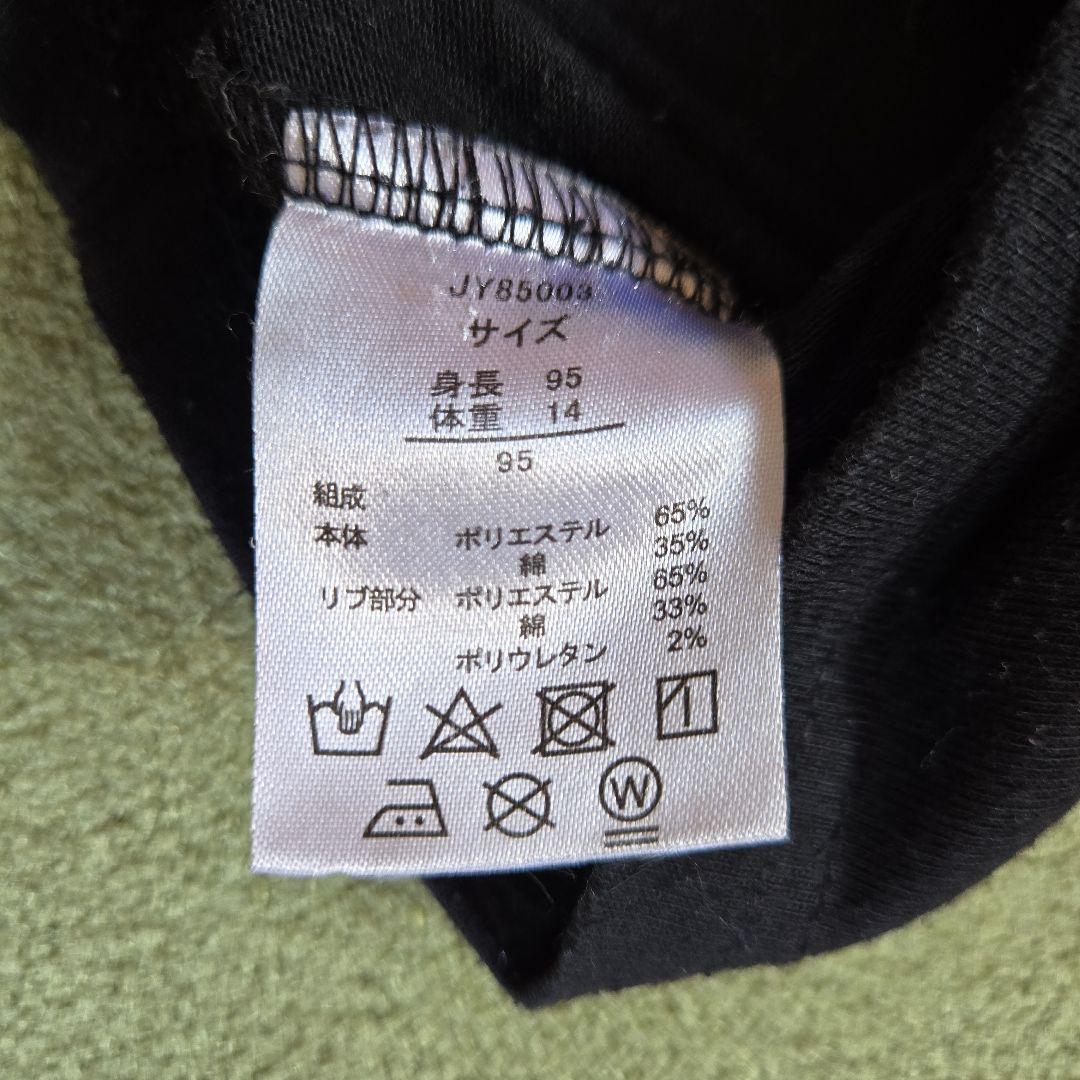 JY85003
サイズ
身長 95
体重 14
95
組成
本体 ポリエステル 65%
綿 35%
リブ部分 ポリエステル 65%
綿 33%
ポリウレタン 2%
W